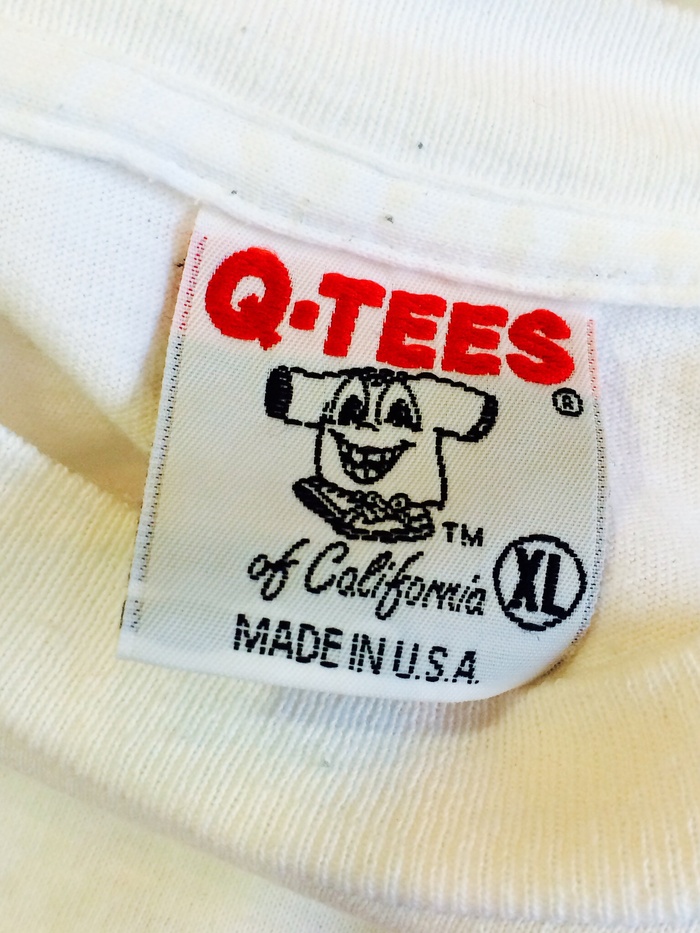 Q-TEES
®
TM
of California
XL
MADE IN U.S.A.